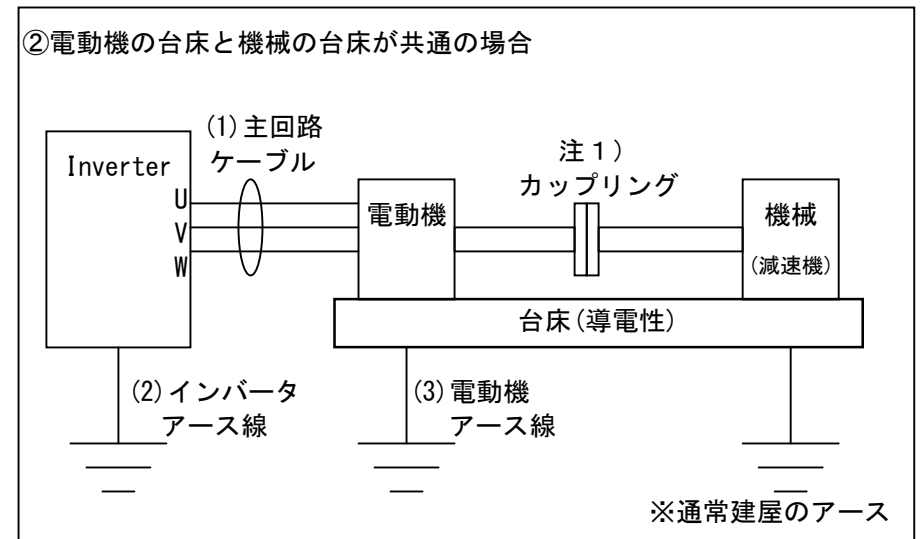 ②電動機の台床と機械の台床が共通の場合
(1)主回路
ケーブル
注１）
カップリング
Inverter
U
V
W
電動機
機械
(減速機)
台床(導電性)
(2)インバータ
アース線
(3)電動機
アース線
※通常建屋のアース